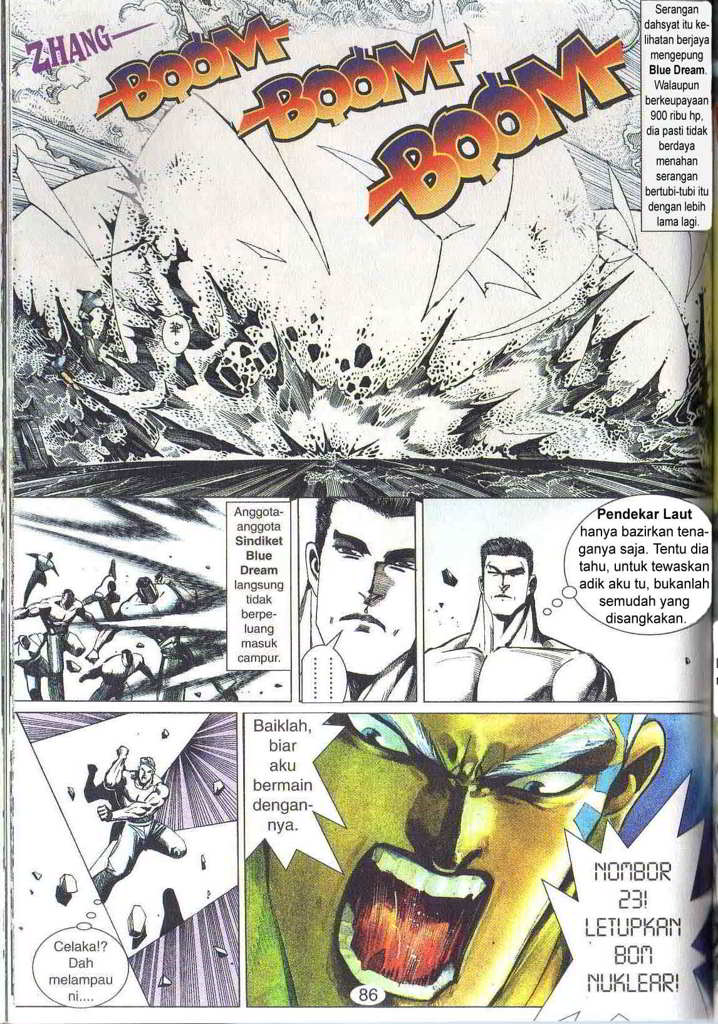 ZHANG
BOOM
BOOM
BOOM
Serangan
dahsyat itu ke-
lihatan berjaya
mengepung
Blue Dream.
Walaupun
berkeupayaan
900 ribu hp,
dia pasti tidak
berdaya
menahan
serangan
bertubi-tubi itu
dengan lebih
lama lagi.
Anggota-
anggota
Sindiket
Blue
Dream
langsung
tidak
berpe-
luang
masuk
campur.
Pendekar Laut
hanya bazirkan tena-
ganya saja. Tentu dia
tahu, untuk tewaskan
adik aku tu, bukanlah
semudah yang
disangkakan.
Celaka!?
Dah
melampau
ni....
Baiklah,
biar
aku
bermain
dengan-
nya.
NOMBOR
23!
LETUPKAN
BOM
NUKLEAR!
86